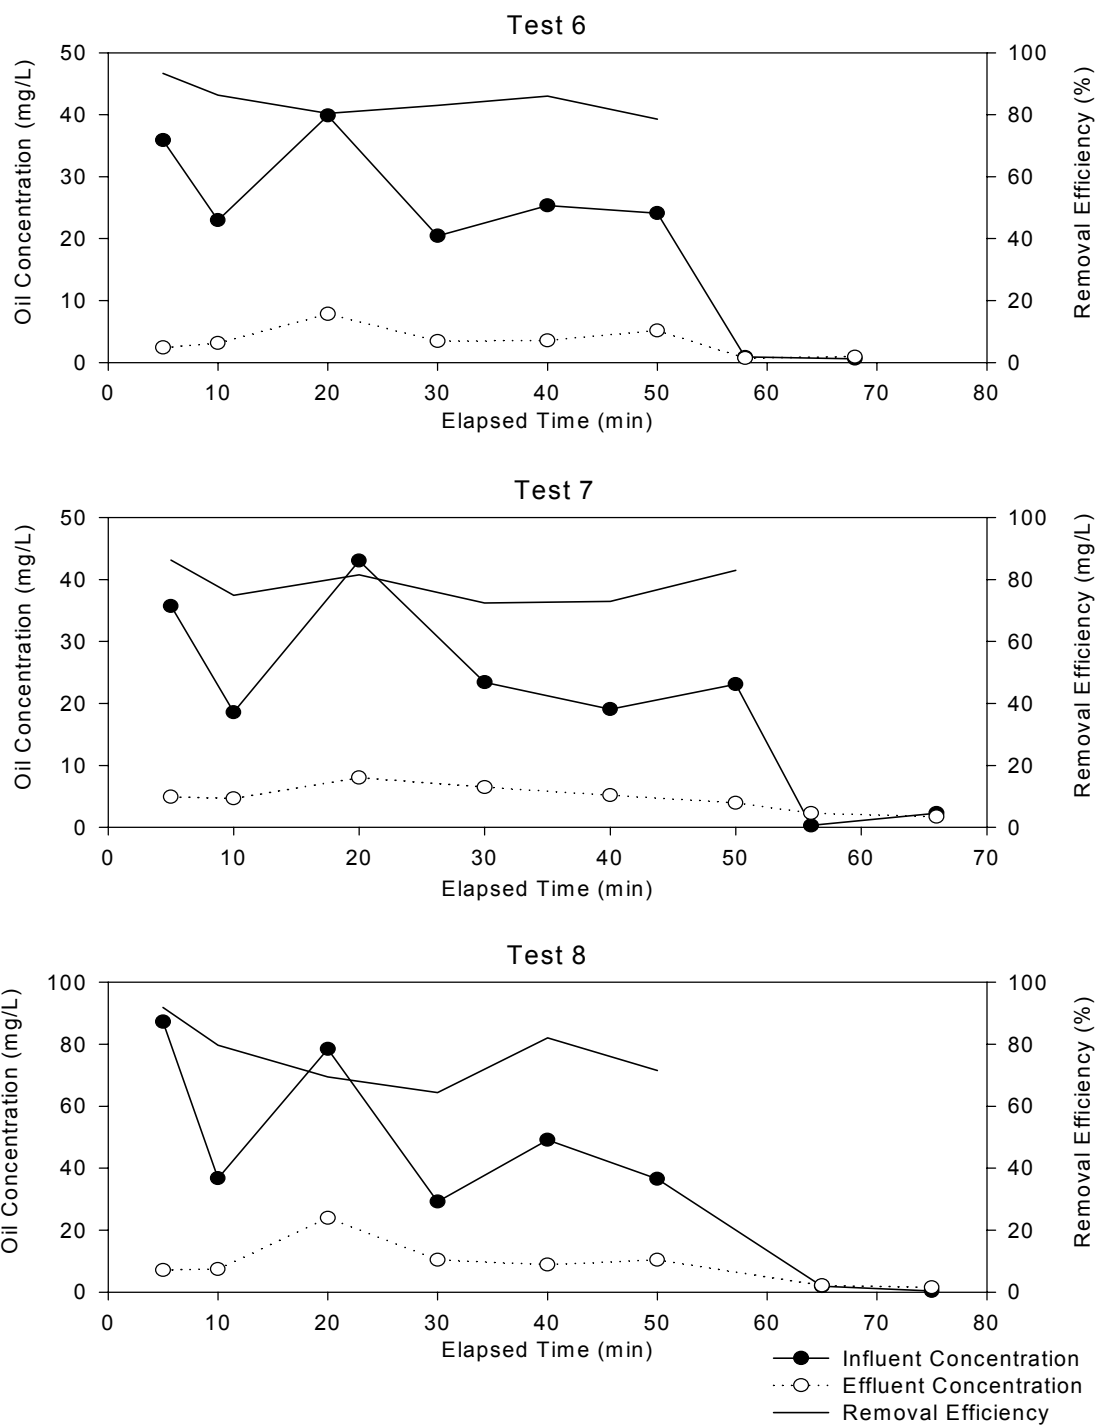 Test 6
Oil Concentration (mg/L)
50
40
30
20
10
0
100
80
60
40
20
0
Removal Efficiency (%)
0 10 20 30 40 50 60 70 80
Elapsed Time (min)
Test 7
Oil Concentration (mg/L)
50
40
30
20
10
0
100
80
60
40
20
0
Removal Efficiency (mg/L)
0 10 20 30 40 50 60 70
Elapsed Time (min)
Test 8
Oil Concentration (mg/L)
100
80
60
40
20
0
100
80
60
40
20
0
Removal Efficiency (%)
0 10 20 30 40 50 60 70 80
Elapsed Time (min)
Influent Concentration
Effluent Concentration
Removal Efficiency